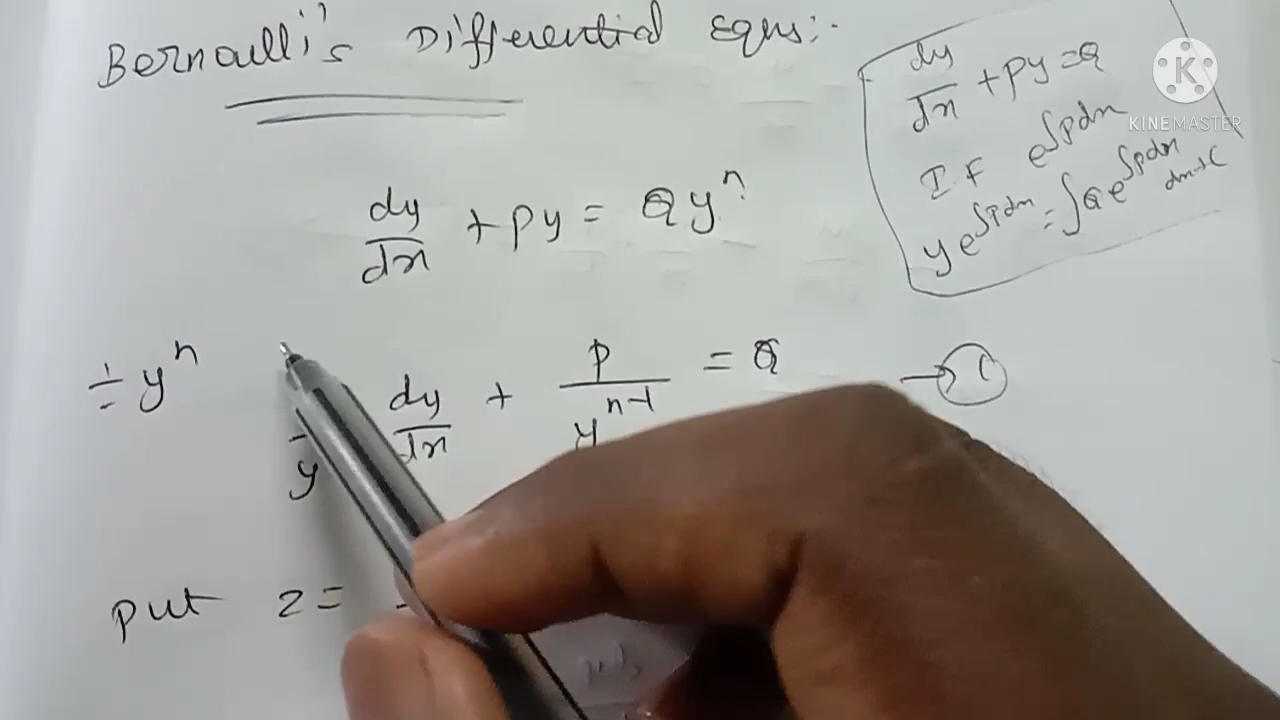 Bernoulli's Differential Eqns:-
dy/dx + py = Q
I.F e^∫pdx
y e^∫pdx = ∫Q e^∫pdx dx+C
dy/dx + py = Qy^n
÷ y^n
dy/dx + p/y^n-1 = Q → 1
y
put z =
KINEMASTER